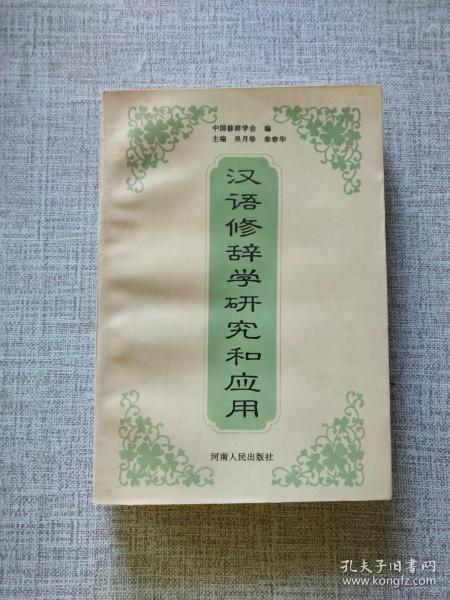 中国修辞学会 编
主编 吴月珍 柴春华
汉语修辞学研究和应用
河南人民出版社
孔夫子旧书网
www.kongfz.com